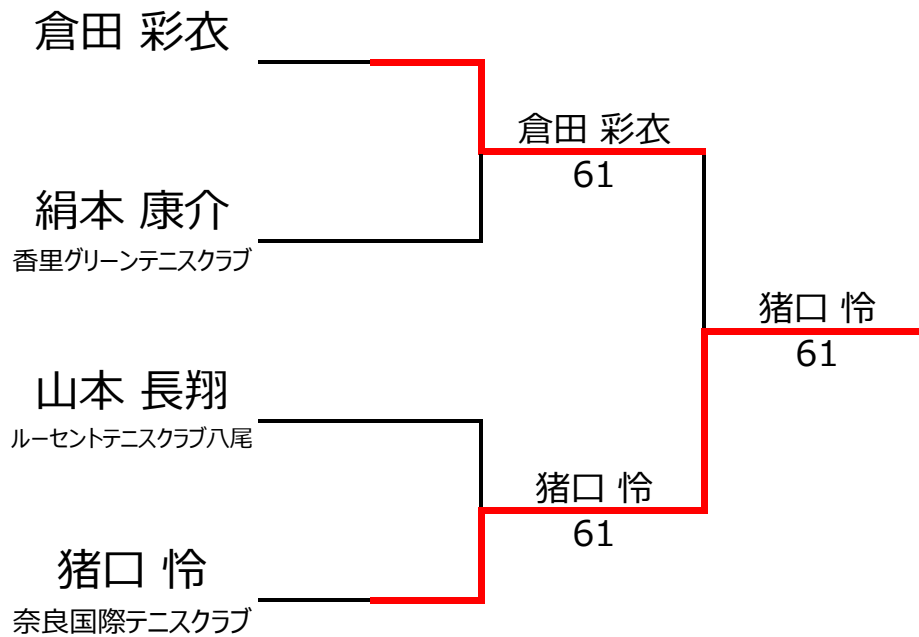 倉田 彩衣
倉田 彩衣
61
絹本 康介
香里グリーンテニスクラブ
猪口 怜
61
山本 長翔
ルーセントテニスクラブ八尾
猪口 怜
61
猪口 怜
奈良国際テニスクラブ